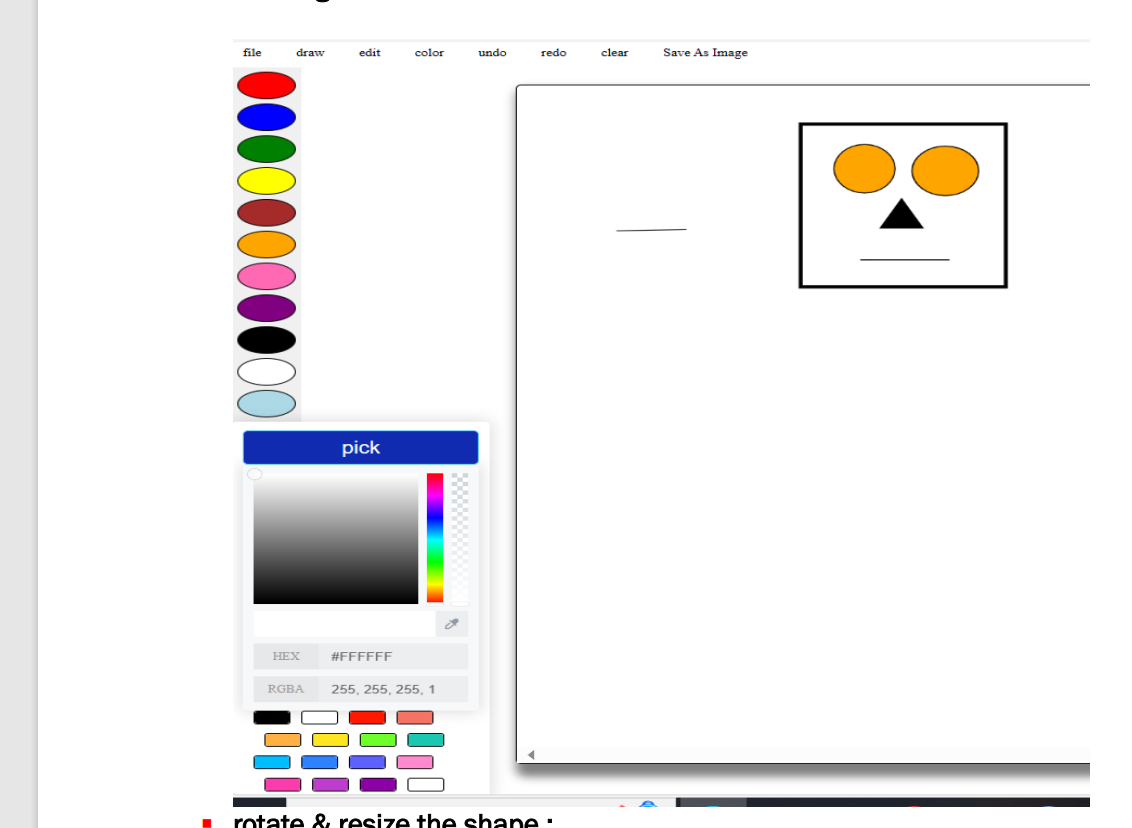 file draw edit color undo redo clear Save As Image
pick
HEX #FFFFFF
RGBA 255, 255, 255, 1
rotate & resize the shape :